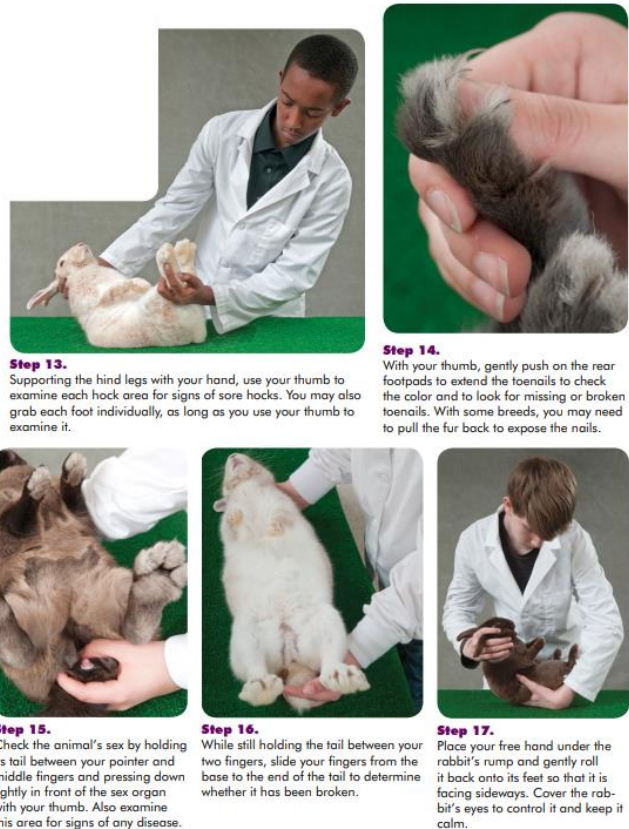 Step 13.
Supporting the hind legs with your hand, use your thumb to
examine each hock area for signs of sore hocks. You may also
grab each foot individually, as long as you use your thumb to
examine it.
Step 14.
With your thumb, gently push on the rear
footpads to extend the toenails to check
the color and to look for missing or broken
toenails. With some breeds, you may need
to pull the fur back to expose the nails.
Step 15.
Check the animal's sex by holding
its tail between your pointer and
middle fingers and pressing down
lightly in front of the sex organ
with your thumb. Also examine
this area for signs of any disease.
Step 16.
While still holding the tail between your
two fingers, slide your fingers from the
base to the end of the tail to determine
whether it has been broken.
Step 17.
Place your free hand under the
rabbit's rump and gently roll
it back onto its feet so that it is
facing sideways. Cover the rab-
bit's eyes to control it and keep it
calm.